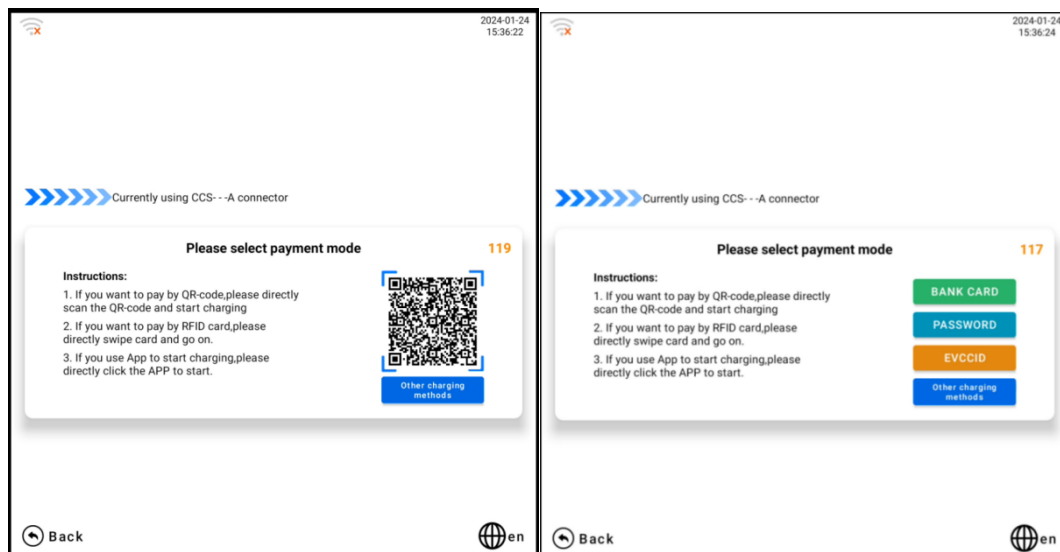 2024-01-24
15:36:22
Currently using CCS- - -A connector
Please select payment mode
119
Instructions:
1. If you want to pay by QR-code,please directly
scan the QR-code and start charging
2. If you want to pay by RFID card,please
directly swipe card and go on.
3. If you use App to start charging,please
directly click the APP to start.
Other charging
methods
Back
en
2024-01-24
15:36:24
Currently using CCS- - -A connector
Please select payment mode
117
Instructions:
1. If you want to pay by QR-code,please directly
scan the QR-code and start charging
2. If you want to pay by RFID card,please
directly swipe card and go on.
3. If you use App to start charging,please
directly click the APP to start.
BANK CARD
PASSWORD
EVCCID
Other charging
methods
Back
en